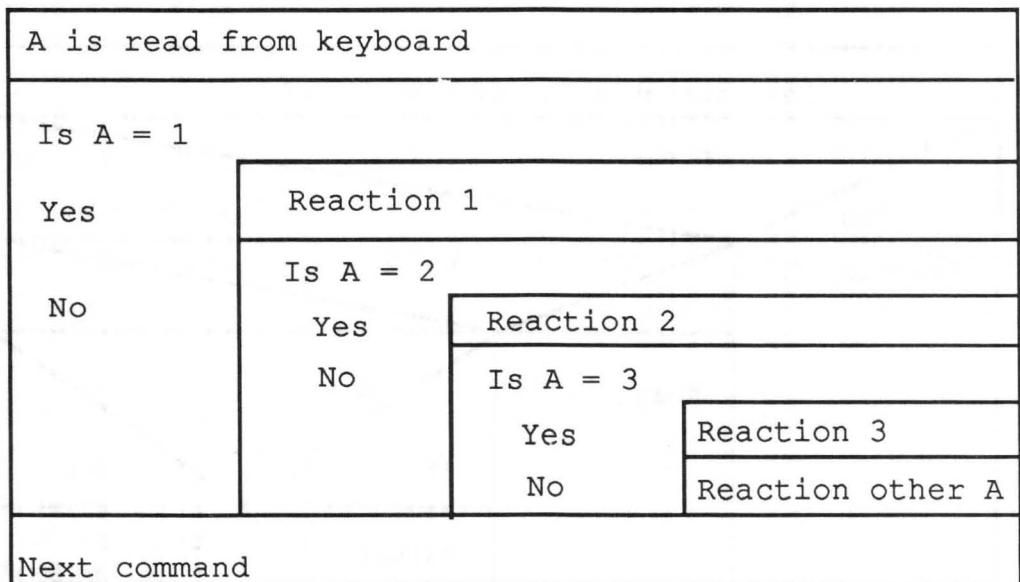 A is read from keyboard
Is A = 1
Yes
Reaction 1
Is A = 2
No
Yes
Reaction 2
No
Is A = 3
Yes
Reaction 3
No
Reaction other A
Next command